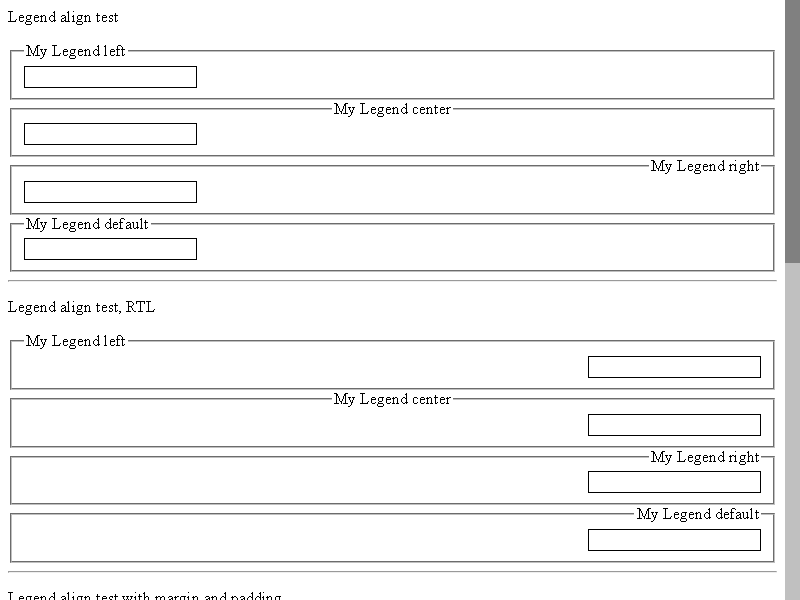 Legend align test
My Legend left
My Legend center
My Legend right
My Legend default
Legend align test, RTL
My Legend left
My Legend center
My Legend right
My Legend default
Legend align test with margin and padding